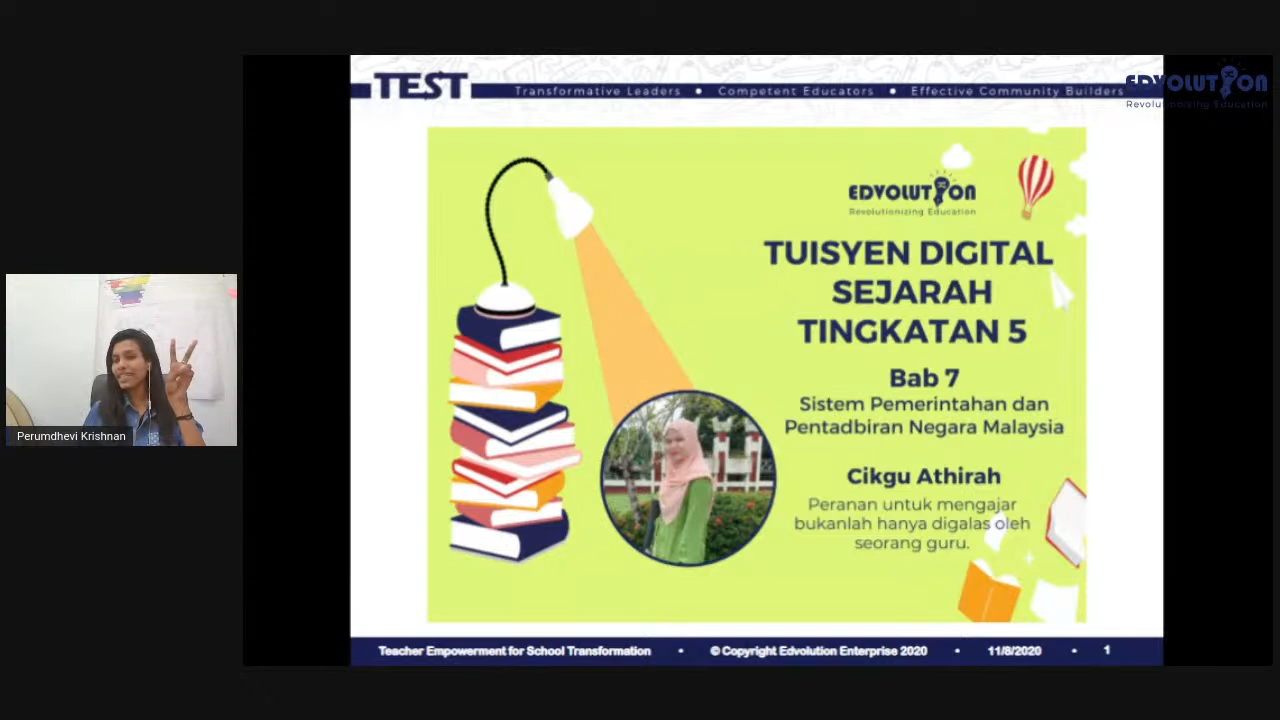 TEST
Transformative Leaders • Competent Educators • Effective Community Builders
EDVOLUTION
Revolutionizing Education
EDVOLUTION
Revolutionizing Education
TUISYEN DIGITAL
SEJARAH
TINGKATAN 5
Bab 7
Sistem Pemerintahan dan
Pentadbiran Negara Malaysia
Cikgu Athirah
Peranan untuk mengajar
bukanlah hanya digalas oleh
seorang guru.
Perumdhevi Krishnan
Teacher Empowerment for School Transformation • © Copyright Edvolution Enterprise 2020 • 11/8/2020 • 1